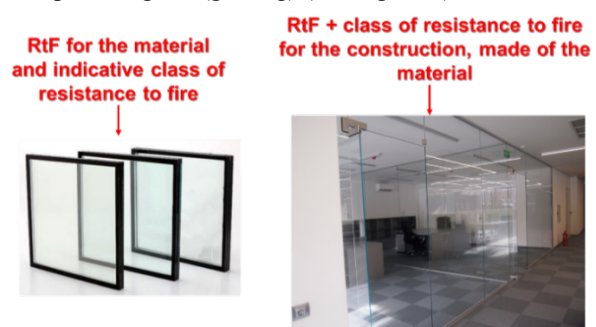 RtF for the material
and indicative class of
resistance to fire
RtF + class of resistance to fire
for the construction, made of the
material